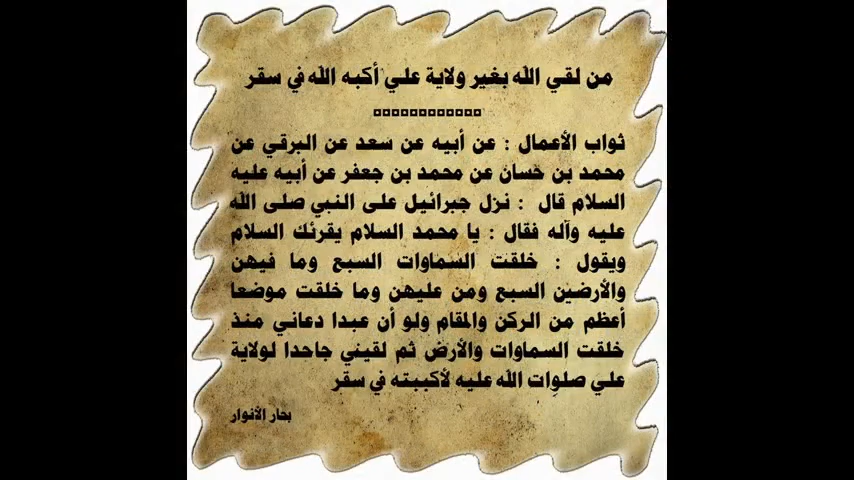 من لقي الله بغير ولاية علي أكبه الله في سقر
ثواب الأعمال : عن أبيه عن سعد عن البرقي عن
محمد بن حسان عن محمد بن جعفر عن أبيه عليه
السلام قال : نزل جبرائيل على النبي صلى الله
عليه وآله فقال : يا محمد السلام يقرئك السلام
ويقول : خلقت السماوات السبع وما فيهن
والأرضين السبع ومن عليهن وما خلقت موضعا
أعظم من الركن والمقام ولو أن عبدا دعاني منذ
خلقت السماوات والأرض ثم لقيني جاحدا لولاية
علي صلوات الله عليه لأكببته في سقر
بحار الأنوار